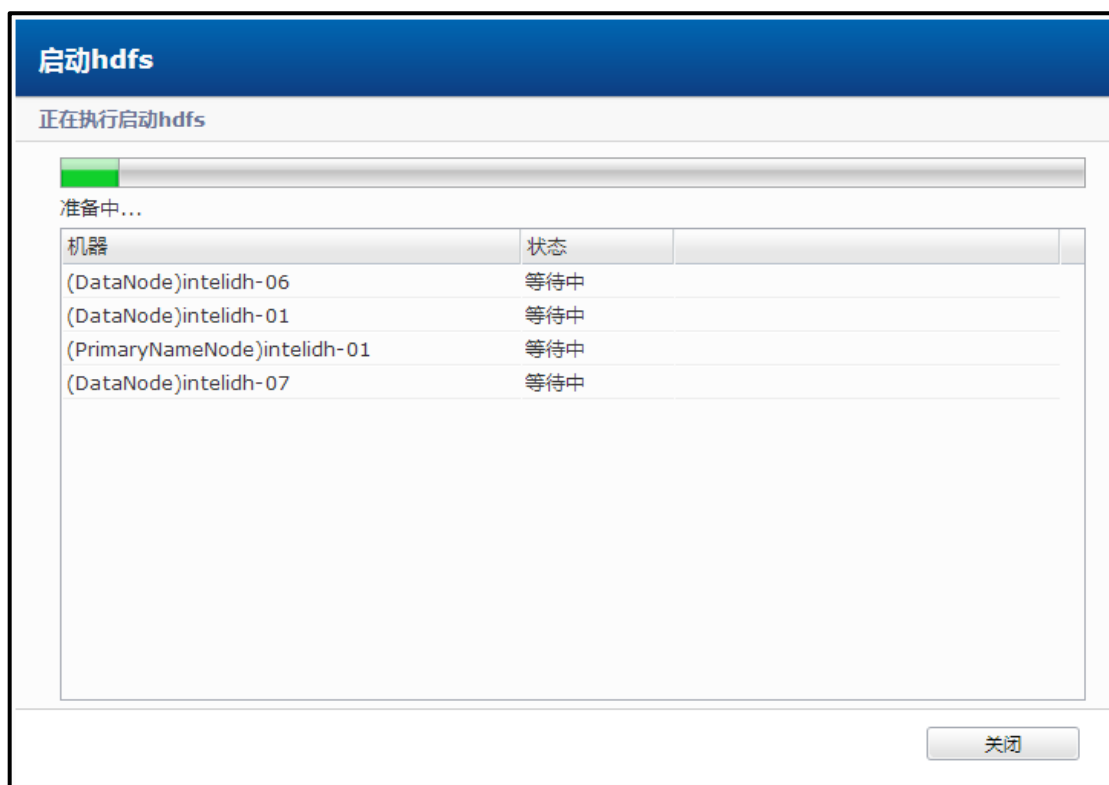 启动hdfs
正在执行启动hdfs
准备中...
机器 状态
(DataNode)intelidh-06 等待中
(DataNode)intelidh-01 等待中
(PrimaryNameNode)intelidh-01 等待中
(DataNode)intelidh-07 等待中
关闭